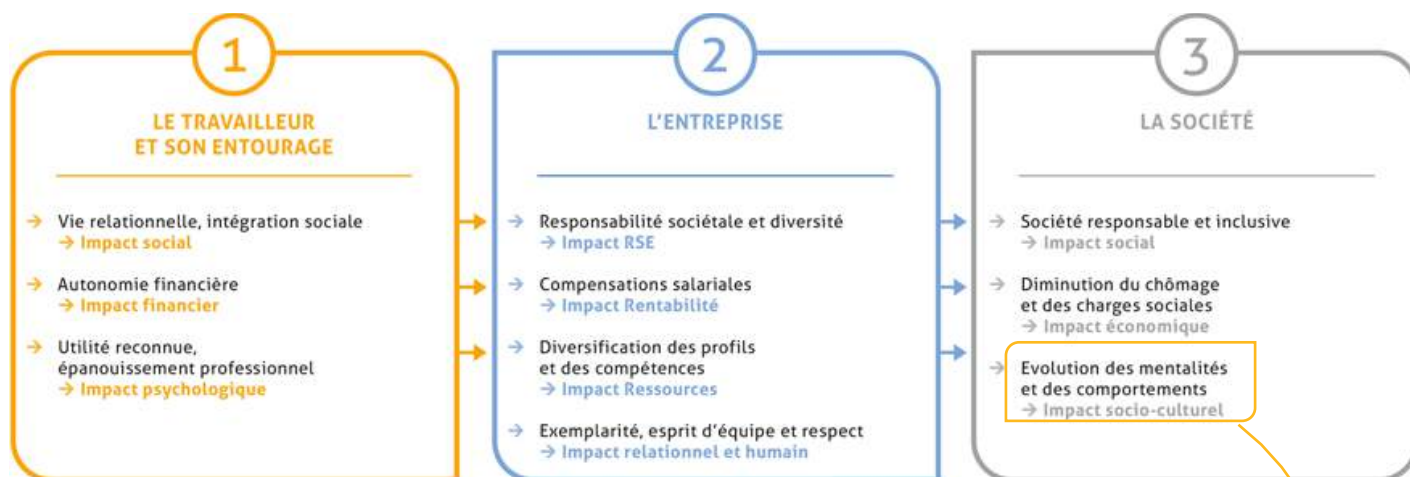 1
LE TRAVAILLEUR
ET SON ENTOURAGE
→ Vie relationnelle, intégration sociale
→ Impact social
→ Autonomie financière
→ Impact financier
→ Utilité reconnue,
épanouissement professionnel
→ Impact psychologique
2
L'ENTREPRISE
→ Responsabilité sociétale et diversité
→ Impact RSE
→ Compensations salariales
→ Impact Rentabilité
→ Diversification des profils
et des compétences
→ Impact Ressources
→ Exemplarité, esprit d'équipe et respect
→ Impact relationnel et humain
3
LA SOCIÉTÉ
→ Société responsable et inclusive
→ Impact social
→ Diminution du chômage
et des charges sociales
→ Impact économique
→ Evolution des mentalités
et des comportements
→ Impact socio-culturel